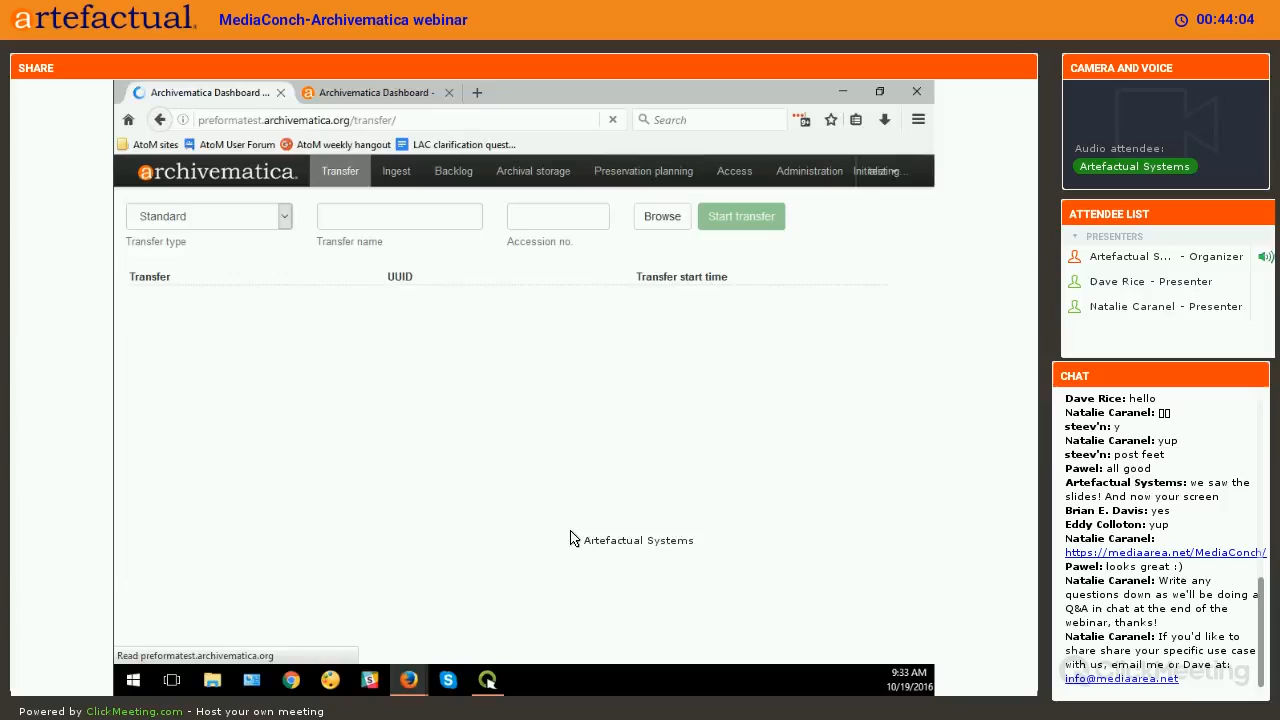 artefactual.
MediaConch-Archivematica webinar
00:44:04
SHARE
Archivematica Dashboard ...
Archivematica Dashboard -
preformatest.archivematica.org/transfer/
Search
AtoM sites
AtoM User Forum
AtoM weekly hangout
LAC clarification quest...
archivematica.
Transfer
Ingest
Backlog
Archival storage
Preservation planning
Access
Administration
Standard
Browse
Start transfer
Transfer type
Transfer name
Accession no.
Transfer
UUID
Transfer start time
Artefactual Systems
Read preformatest.archivematica.org
9:33 AM
10/19/2016
CAMERA AND VOICE
Audio attendee:
Artefactual Systems
ATTENDEE LIST
PRESENTERS
Artefactual S... - Organizer
Dave Rice - Presenter
Natalie Caranel - Presenter
CHAT
Dave Rice: hello
Natalie Caranel:
steev'n: y
Natalie Caranel: yup
steev'n: post feet
Pawel: all good
Artefactual Systems: we saw the
slides! And now your screen
Brian E. Davis: yes
Eddy Colloton: yup
Natalie Caranel:
https://mediaarea.net/MediaConch/
Pawel: looks great :)
Natalie Caranel: Write any
questions down as we'll be doing a
Q&A in chat at the end of the
webinar, thanks!
Natalie Caranel: If you'd like to
share share your specific use case
with us, email me or Dave at:
info@mediaarea.net
ClickMeeting
Powered by ClickMeeting.com - Host your own meeting